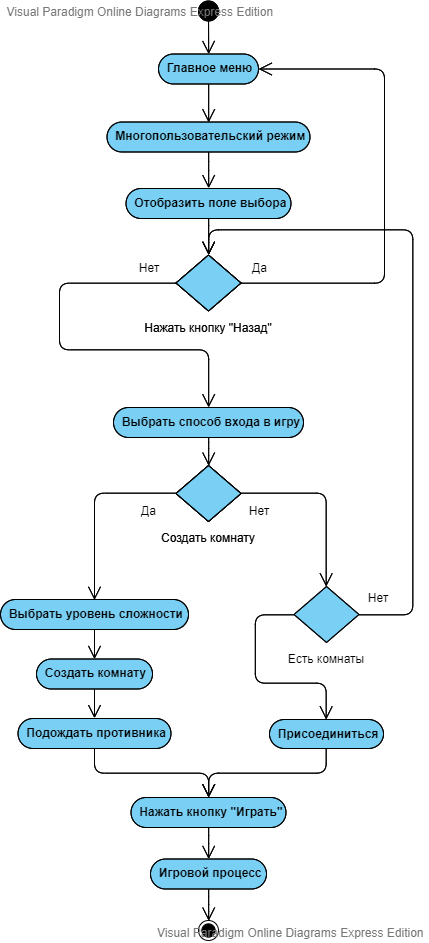 Visual Paradigm Online Diagrams Express Edition
Главное меню
Многопользовательский режим
Отобразить поле выбора
Нет
Да
Нажать кнопку "Назад"
Выбрать способ входа в игру
Да
Нет
Создать комнату
Нет
Выбрать уровень сложности
Есть комнаты
Создать комнату
Подождать противника
Присоединиться
Нажать кнопку "Играть"
Игровой процесс
Visual Paradigm Online Diagrams Express Edition